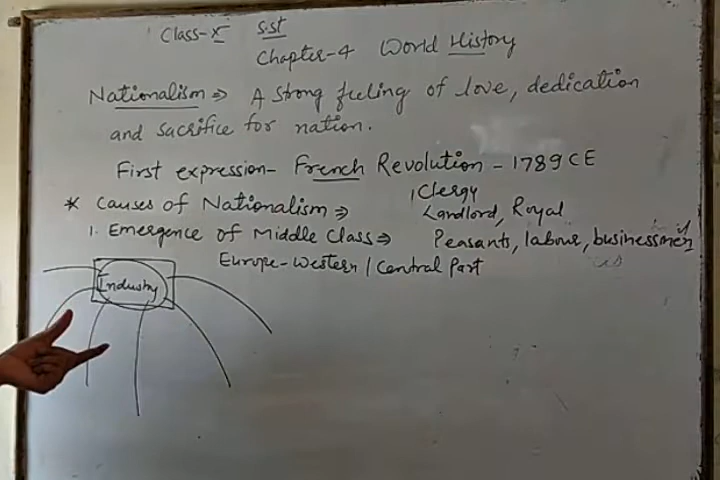 Class-X S.St
Chapter-4 World History
Nationalism ⇒ A strong feeling of love, dedication
and sacrifice for nation.
First expression- French Revolution - 1789 CE
* Causes of Nationalism ⇒ Clergy
Landlord, Royal
1. Emergence of Middle Class ⇒ Peasants, labour, businessmen
Europe-Western / Central Part
Industry